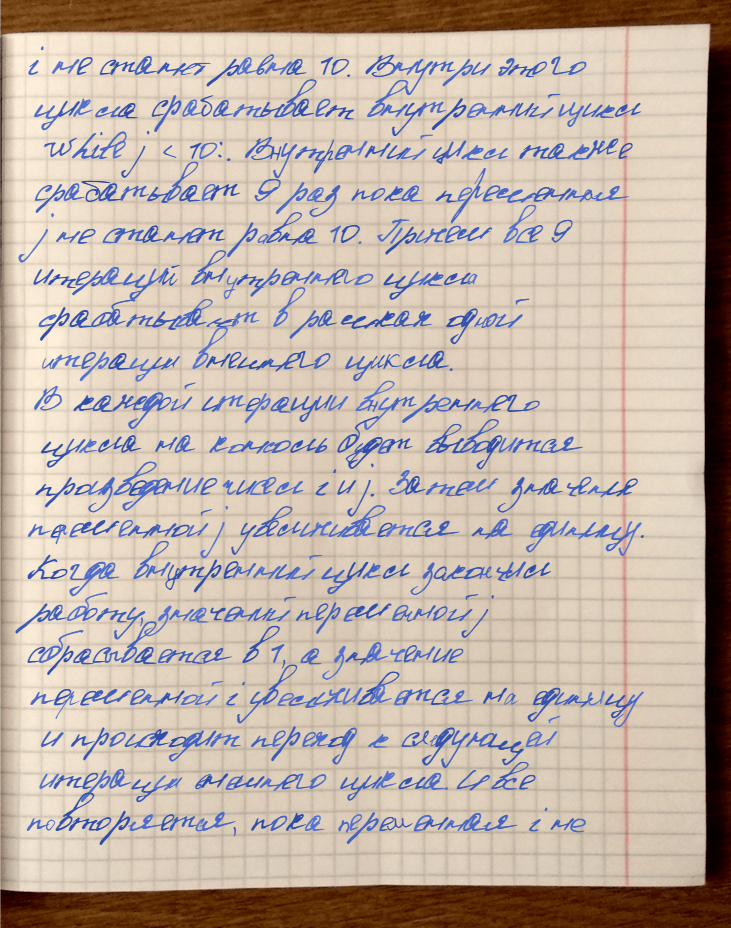 i не станет равна 10. Внутри этого
цикла срабатывает внутренний цикл
while j < 10:. Внутренний цикл также
срабатывает 9 раз пока переменная
j не станет равна 10. Причем все 9
итераций внутреннего цикла
срабатывают в рамках одной
итерации внешнего цикла.
В каждой итерации внутреннего
цикла на консоль будет выводится
произведение чисел i и j. Затем значение
переменной j увеличивается на единицу.
Когда внутренний цикл закончил
работу, значений переменной j
сбрасывается в 1, а значение
переменной i увеличивается на единицу
и происходит переход к следующей
итерации внешнего цикла. И все
повторяется, пока переменная i не